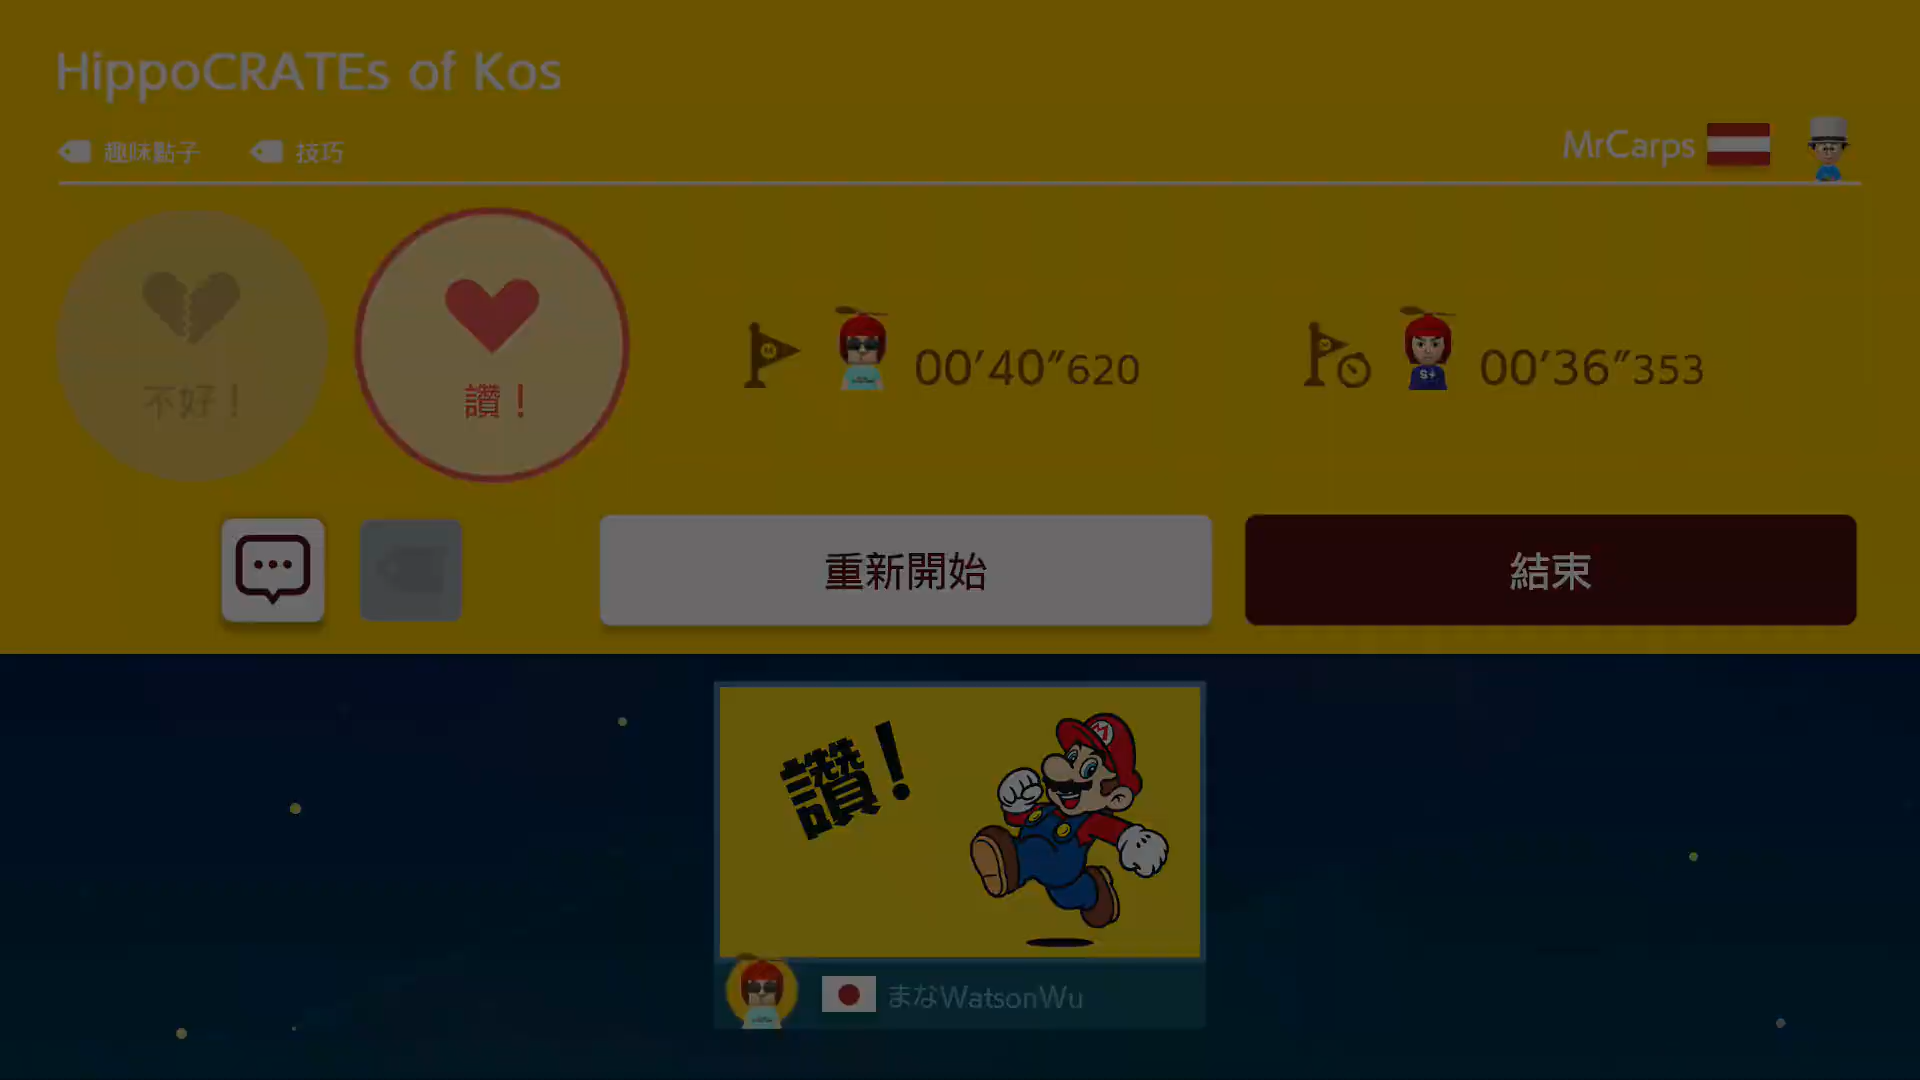 HippoCRATEs of Kos
趣味點子 技巧
MrCarps
不好！
讚！
00'40"620
00'36"353
重新開始
結束
讚！
まなWatsonWu